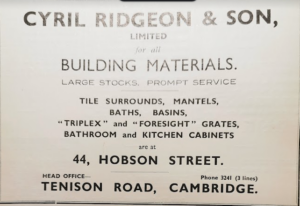 CYRIL RIDGEON & SON,
LIMITED
for all
BUILDING MATERIALS.
LARGE STOCKS, PROMPT SERVICE
TILE SURROUNDS, MANTELS,
BATHS, BASINS,
"TRIPLEX" and "FORESIGHT" GRATES,
BATHROOM and KITCHEN CABINETS
are at
44, HOBSON STREET.
HEAD OFFICE— Phone 3241 (3 lines)
TENISON ROAD, CAMBRIDGE.